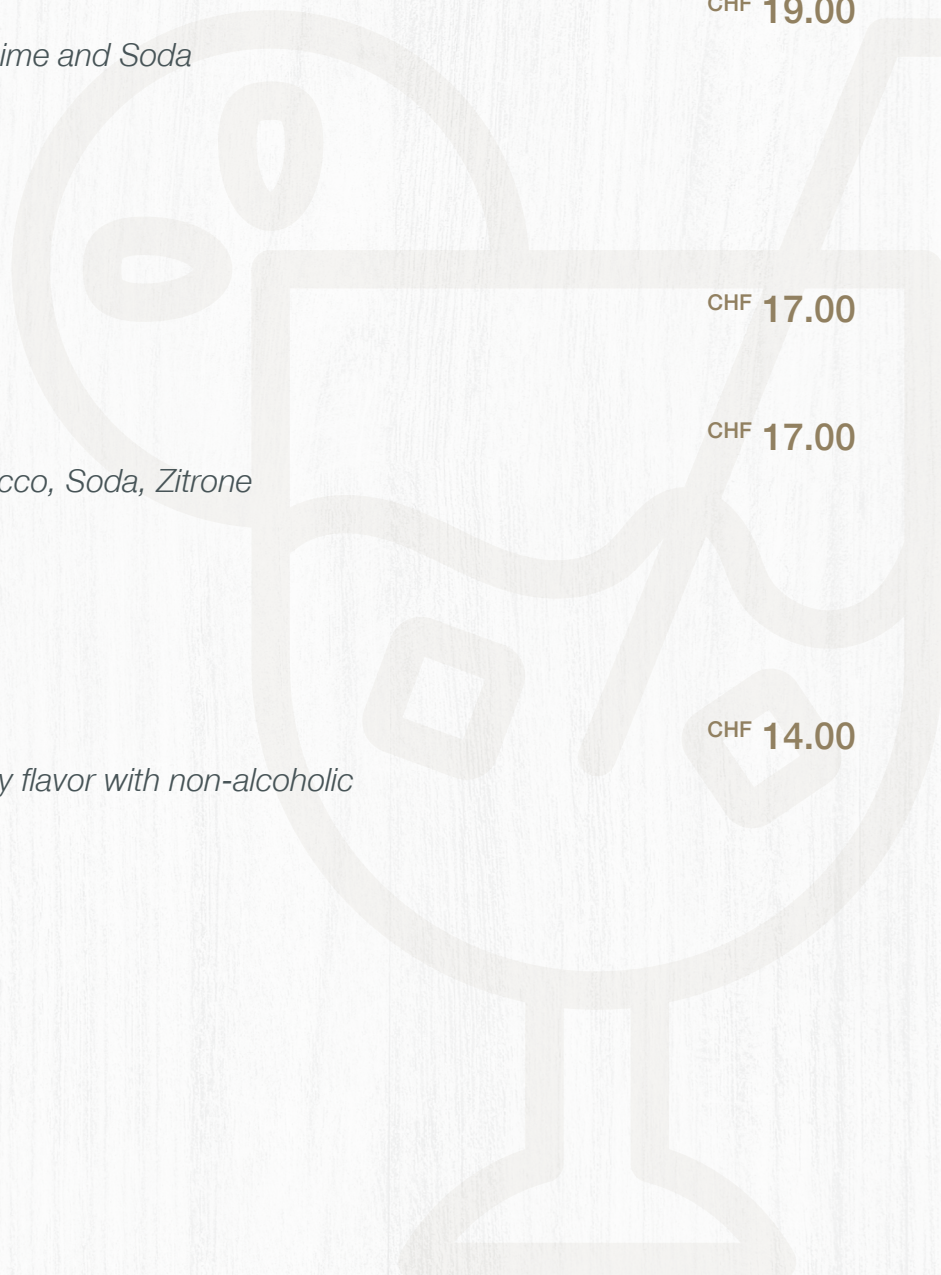 CHF 19.00
ime and Soda
CHF 17.00
CHF 17.00
cco, Soda, Zitrone
CHF 14.00
y flavor with non-alcoholic